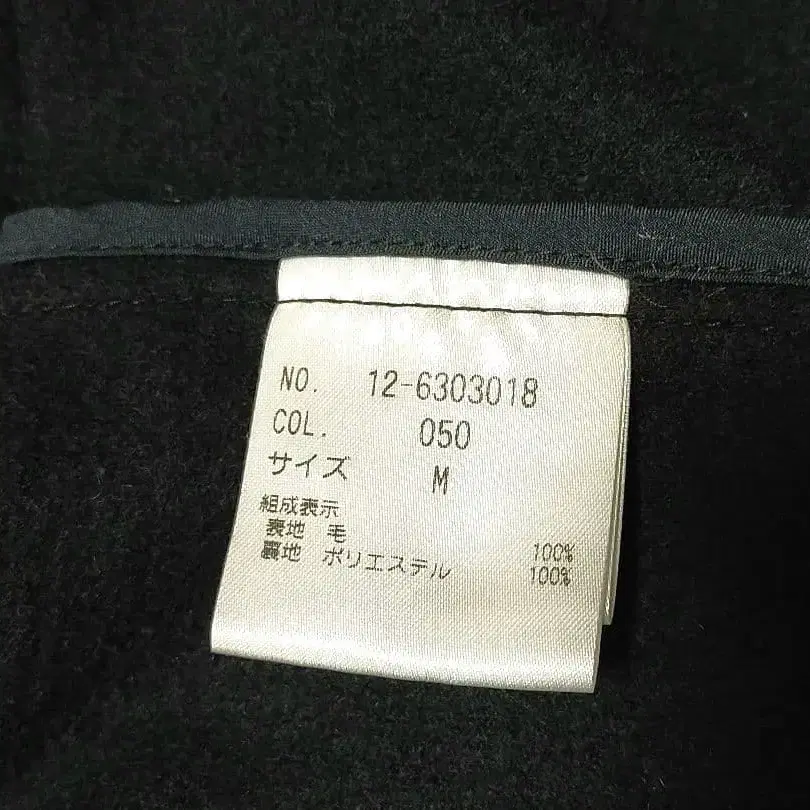 NO. 12-6303018
COL. 050
サイズ M
組成表示
表地 毛 100%
裏地 ポリエステル 100%